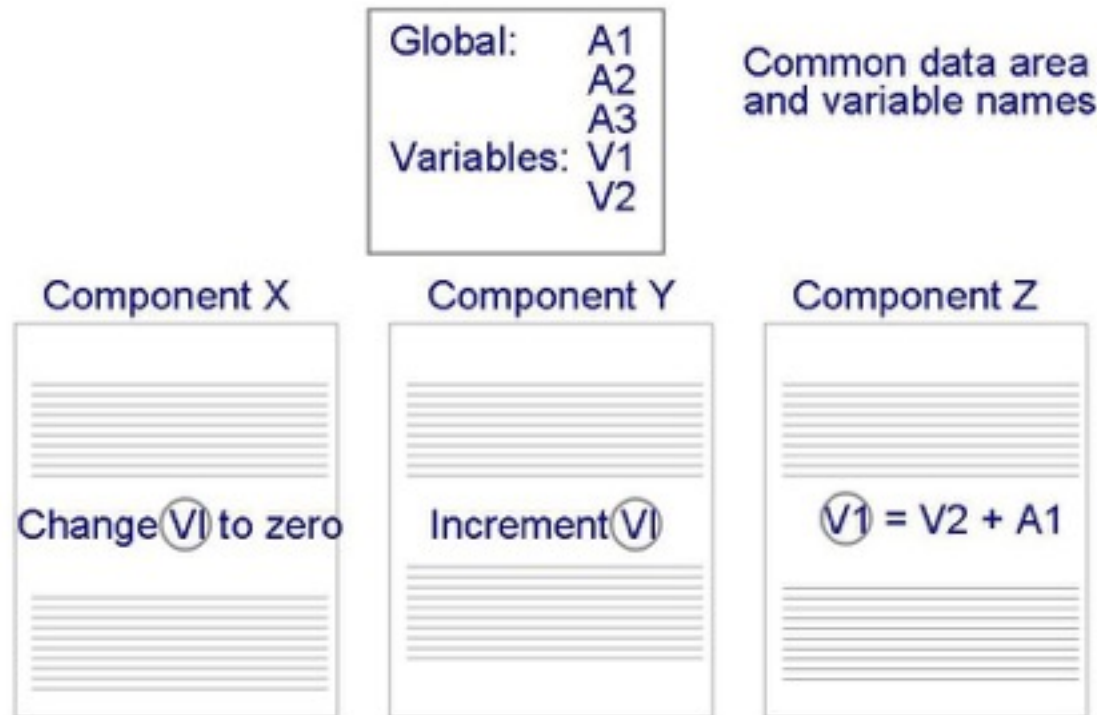 Global: A1
A2
A3
Variables: V1
V2
Common data area
and variable names
Component X
Change VI to zero
Component Y
Increment VI
Component Z
V1 = V2 + A1